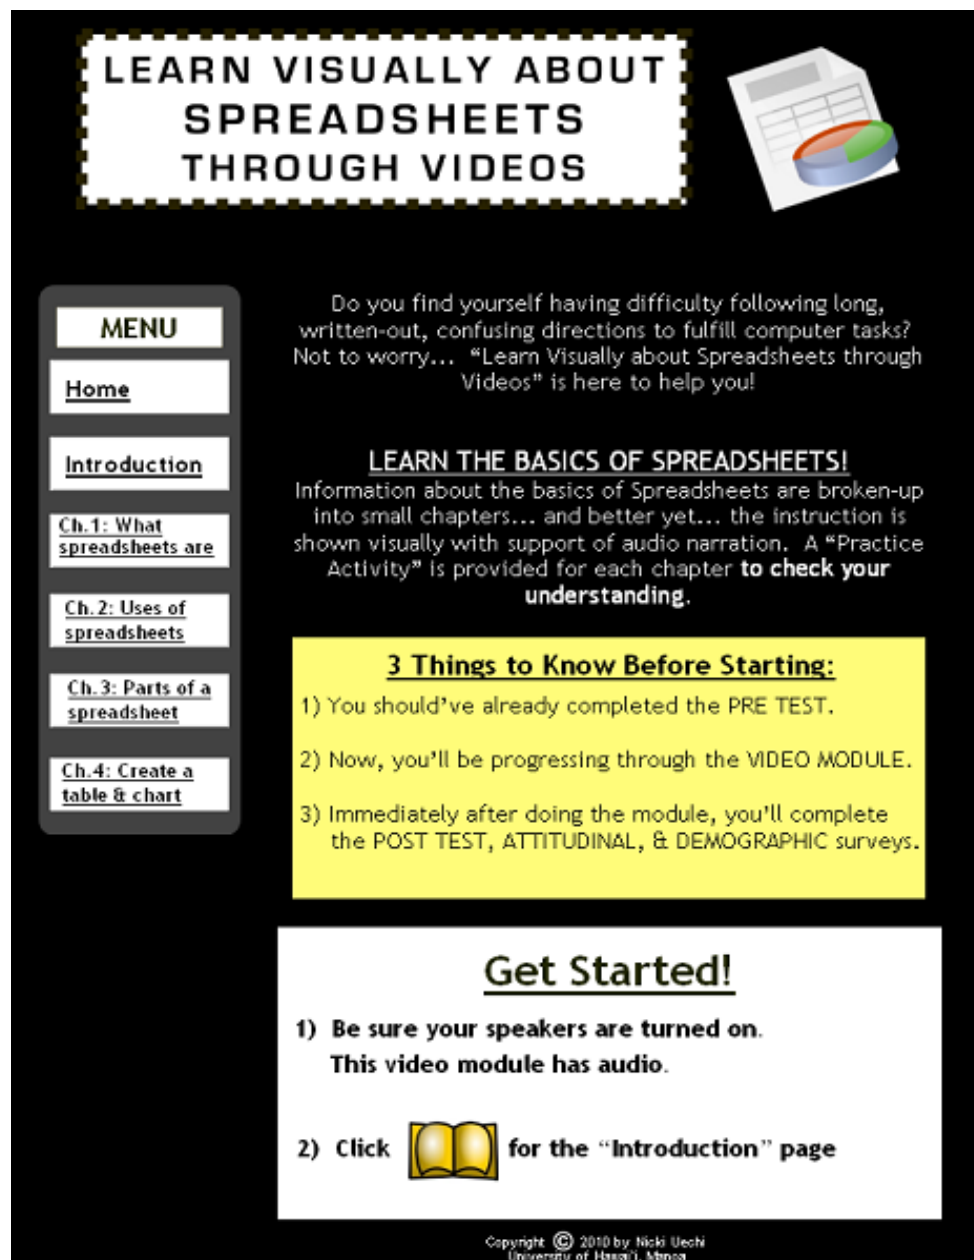 LEARN VISUALLY ABOUT
SPREADSHEETS
THROUGH VIDEOS
MENU
Home
Introduction
Ch.1: What
spreadsheets are
Ch.2: Uses of
spreadsheets
Ch.3: Parts of a
spreadsheet
Ch.4: Create a
table & chart
Do you find yourself having difficulty following long,
written-out, confusing directions to fulfill computer tasks?
Not to worry... “Learn Visually about Spreadsheets through
Videos” is here to help you!
LEARN THE BASICS OF SPREADSHEETS!
Information about the basics of Spreadsheets are broken-up
into small chapters... and better yet... the instruction is
shown visually with support of audio narration. A “Practice
Activity” is provided for each chapter to check your
understanding.
3 Things to Know Before Starting:
1) You should’ve already completed the PRE TEST.
2) Now, you’ll be progressing through the VIDEO MODULE.
3) Immediately after doing the module, you’ll complete
the POST TEST, ATTITUDINAL, & DEMOGRAPHIC surveys.
Get Started!
1) Be sure your speakers are turned on.
This video module has audio.
2) Click for the “Introduction” page
Copyright © 2010 by Nicki Uechi
University of Hawai'i, Manoa